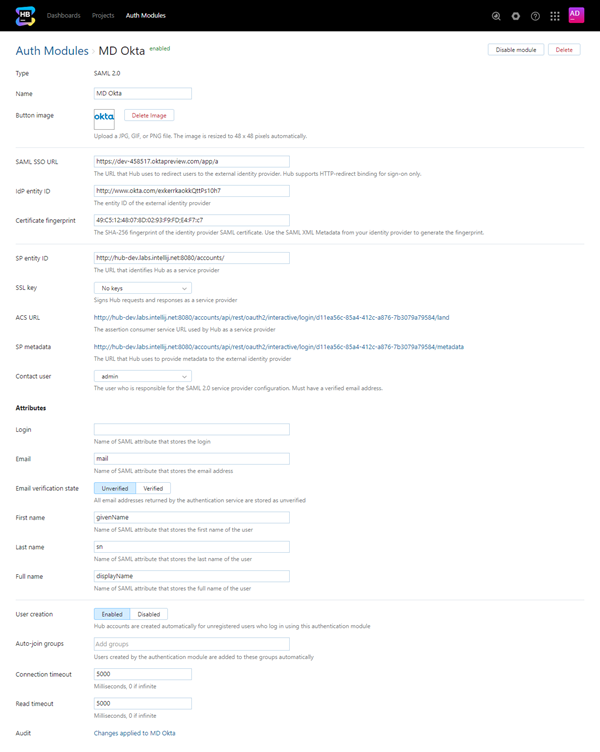 HB
Dashboards Projects Auth Modules AD
Auth Modules › MD Okta enabled Disable module Delete
Type SAML 2.0
Name MD Okta
Button image okta Delete Image
Upload a JPG, GIF, or PNG file. The image is resized to 48 x 48 pixels automatically.
SAML SSO URL https://dev-458517.oktapreview.com/app/a
The URL that Hub uses to redirect users to the external identity provider. Hub supports HTTP-redirect binding for sign-on only.
IdP entity ID http://www.okta.com/exkerrkaokkQttPs10h7
The entity ID of the external identity provider
Certificate fingerprint 49:C5:12:48:07:8D:02:93:F9:FD:E4:F7:c7
The SHA-256 fingerprint of the identity provider SAML certificate. Use the SAML XML Metadata from your identity provider to generate the fingerprint.
SP entity ID http://hub-dev.labs.intellij.net:8080/accounts/
The URL that identifies Hub as a service provider
SSL key No keys
Signs Hub requests and responses as a service provider
ACS URL http://hub-dev.labs.intellij.net:8080/accounts/api/rest/oauth2/interactive/login/d11ea56c-85a4-412c-a876-7b3079a79584/land
The assertion consumer service URL used by Hub as a service provider
SP metadata http://hub-dev.labs.intellij.net:8080/accounts/api/rest/oauth2/interactive/login/d11ea56c-85a4-412c-a876-7b3079a79584/metadata
The URL that Hub uses to provide metadata to the external identity provider
Contact user admin
The user who is responsible for the SAML 2.0 service provider configuration. Must have a verified email address.
Attributes
Login
Name of SAML attribute that stores the login
Email mail
Name of SAML attribute that stores the email address
Email verification state Unverified Verified
All email addresses returned by the authentication service are stored as unverified
First name givenName
Name of SAML attribute that stores the first name of the user
Last name sn
Name of SAML attribute that stores the last name of the user
Full name displayName
Name of SAML attribute that stores the full name of the user
User creation Enabled Disabled
Hub accounts are created automatically for unregistered users who log in using this authentication module
Auto-join groups Add groups
Users created by the authentication module are added to these groups automatically
Connection timeout 5000
Milliseconds, 0 if infinite
Read timeout 5000
Milliseconds, 0 if infinite
Audit Changes applied to MD Okta